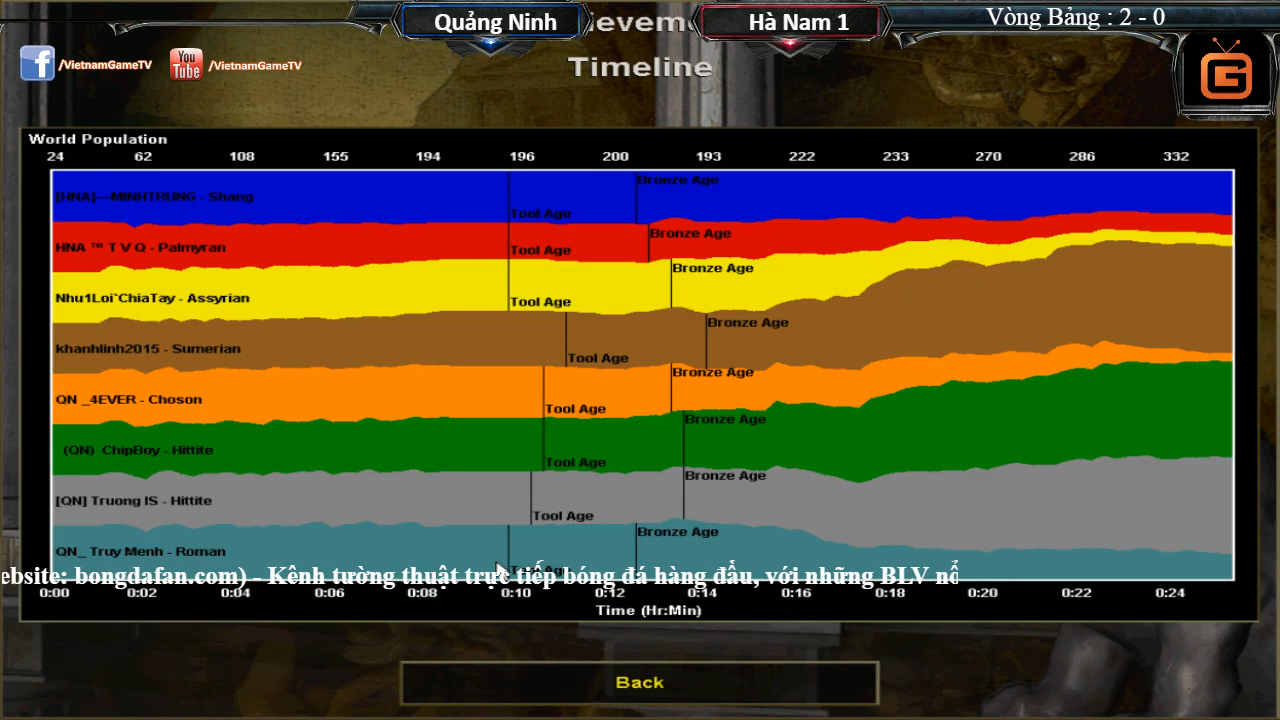 Quảng Ninh
Hà Nam 1
Vòng Bảng : 2 - 0
Timeline
/VietnamGameTV
You Tube
/VietnamGameTV
World Population
24 62 108 155 194 196 200 193 222 233 270 286 332
Bronze Age
[HNA]---MINHTRUNG - Shang
Tool Age
Bronze Age
HNA ™ T V Q - Palmyran
Tool Age
Bronze Age
Nhu1Loi`ChiaTay - Assyrian
Tool Age
Bronze Age
khanhlinh2015 - Sumerian
Tool Age
Bronze Age
QN _4EVER - Choson
Tool Age
Bronze Age
(QN) ChipBoy - Hittite
Tool Age
Bronze Age
[QN] Truong IS - Hittite
Tool Age
Bronze Age
QN_ Truy Menh - Roman
ebsite: bongdafan.com) - Kênh tường thuật trực tiếp bóng đá hàng đầu, với những BLV nổ
0:00 0:02 0:04 0:06 0:08 0:10 0:12 0:14 0:16 0:18 0:20 0:22 0:24
Time (Hr:Min)
Back